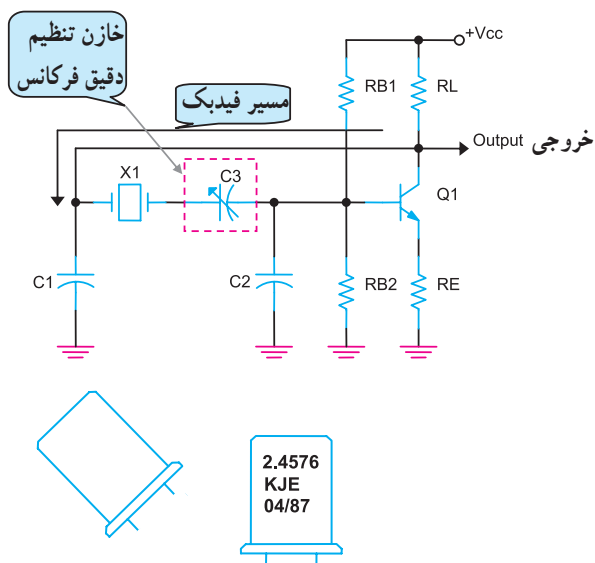 خازن تنظیم
دقیق فرکانس
مسیر فیدبک
+Vcc
RB1
RL
Output خروجی
X1
C3
Q1
C1
C2
RB2
RE
2.4576
KJE
04/87